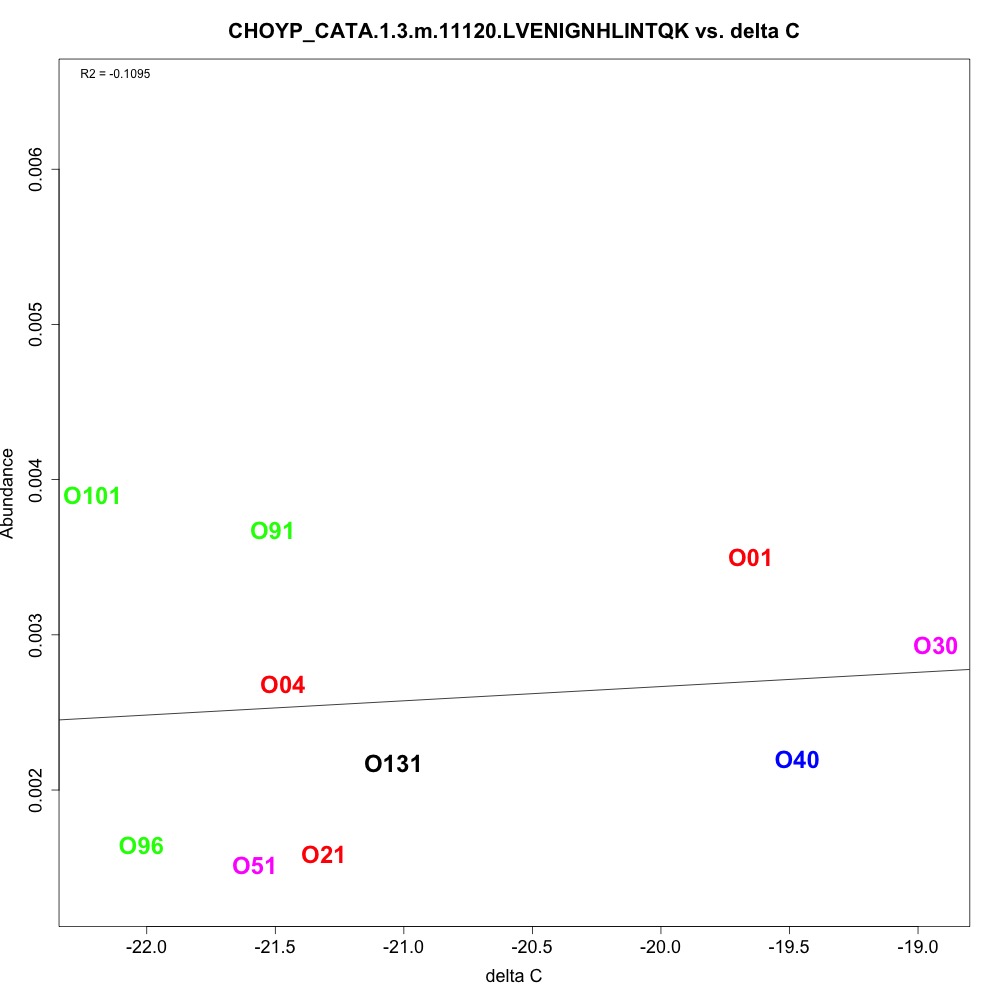 CHOYP_CATA.1.3.m.11120.LVENIGNHLINTQK vs. delta C
R2 = -0.1095
0.006
0.005
0.004
0.003
0.002
Abundance
O101
O91
O01
O30
O04
O131
O40
O96
O51
O21
-22.0 -21.5 -21.0 -20.5 -20.0 -19.5 -19.0
delta C